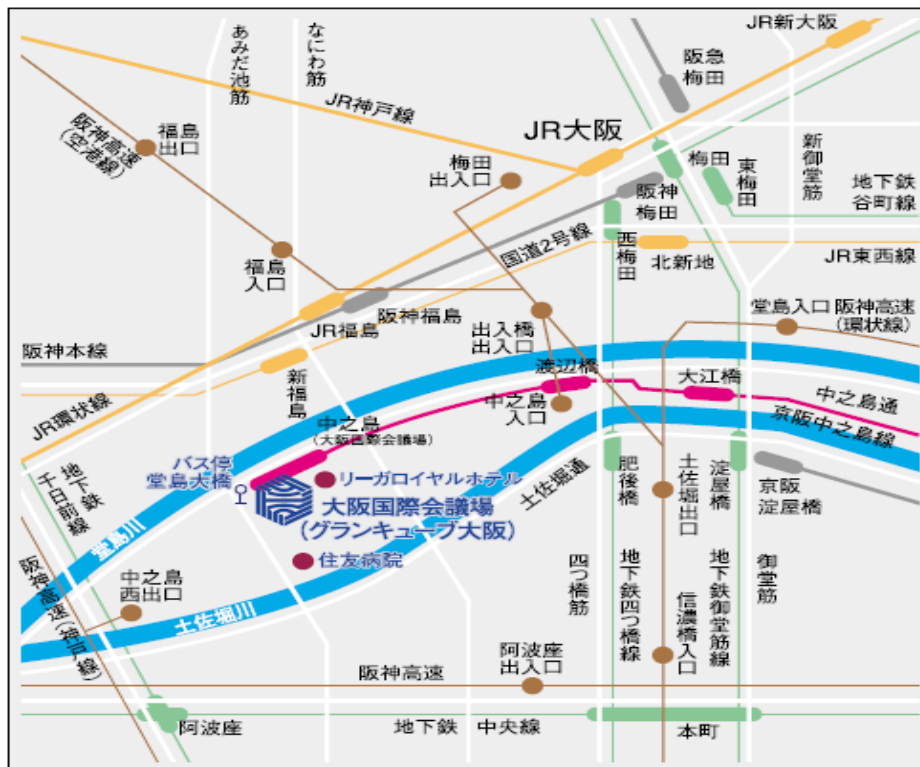 JR新大阪
あみだ池筋
なにわ筋
阪急
梅田
JR神戸線
阪神高速
(空港線)
福島
出口
JR大阪
梅田
出入口
梅田
東梅田
新御堂筋
地下鉄
谷町線
阪神
梅田
国道2号線
西梅田
北新地
JR東西線
福島
入口
阪神福島
JR福島
堂島入口
阪神高速
(環状線)
出入橋
出入口
阪神本線
新福島
渡辺橋
大江橋
中之島通
JR環状線
中之島
(大阪国際会議場)
中之島
入口
京阪中之島線
バス停
堂島大橋
地下鉄
千日前線
リーガロイヤルホテル
大阪国際会議場
(グランキューブ大阪)
土佐堀通
肥後橋
土佐堀出口
淀屋橋
京阪
淀屋橋
堂島川
住友病院
阪神高速(神戸線)
中之島
西出口
土佐堀川
四つ橋筋
地下鉄四つ橋線
信濃橋入口
地下鉄御堂筋線
御堂筋
阪神高速
阿波座
出入口
阿波座
地下鉄
中央線
本町